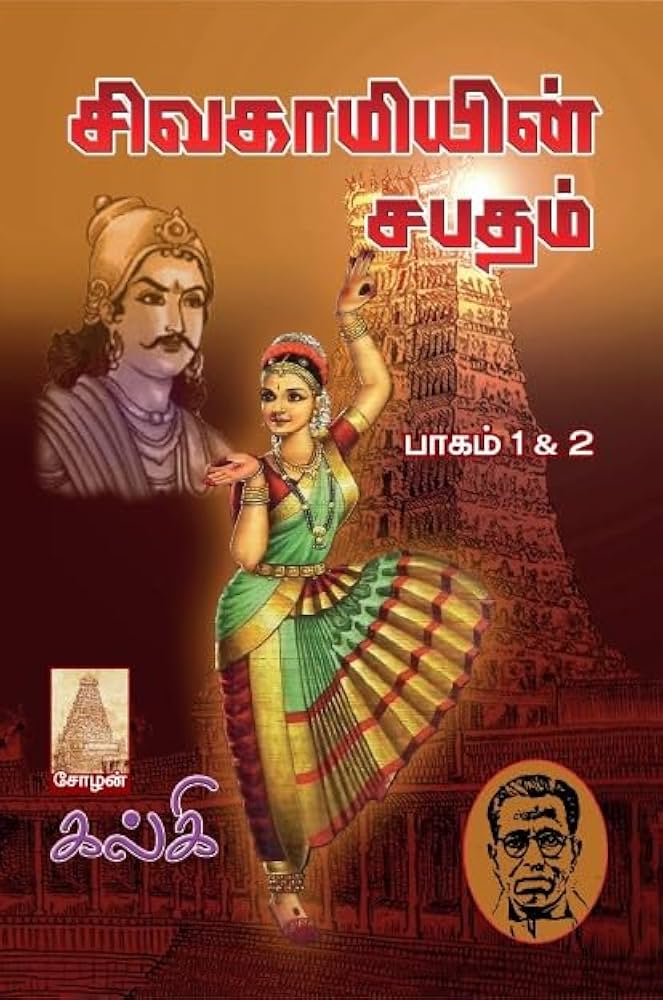 சிவகாமியின்
சபதம்
பாகம் 1 & 2
சோழன்
கல்கி